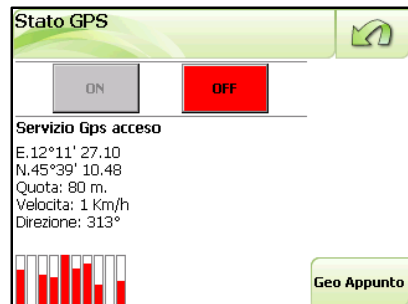 Stato GPS
ON
OFF
Servizio Gps acceso
E.12°11' 27.10
N.45°39' 10.48
Quota: 80 m.
Velocita: 1 Km/h
Direzione: 313°
Geo Appunto